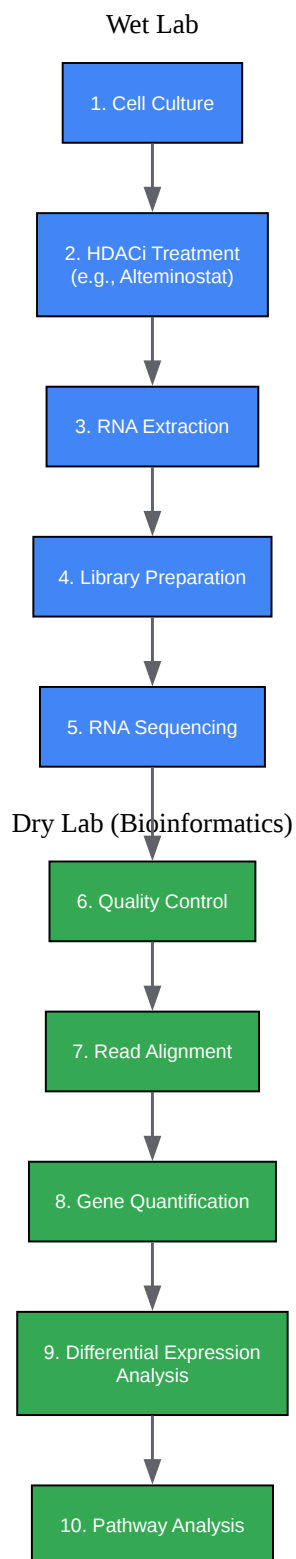 Wet Lab
1. Cell Culture
2. HDACi Treatment
(e.g., Alteminostat)
3. RNA Extraction
4. Library Preparation
5. RNA Sequencing
Dry Lab (Bioinformatics)
6. Quality Control
7. Read Alignment
8. Gene Quantification
9. Differential Expression
Analysis
10. Pathway Analysis